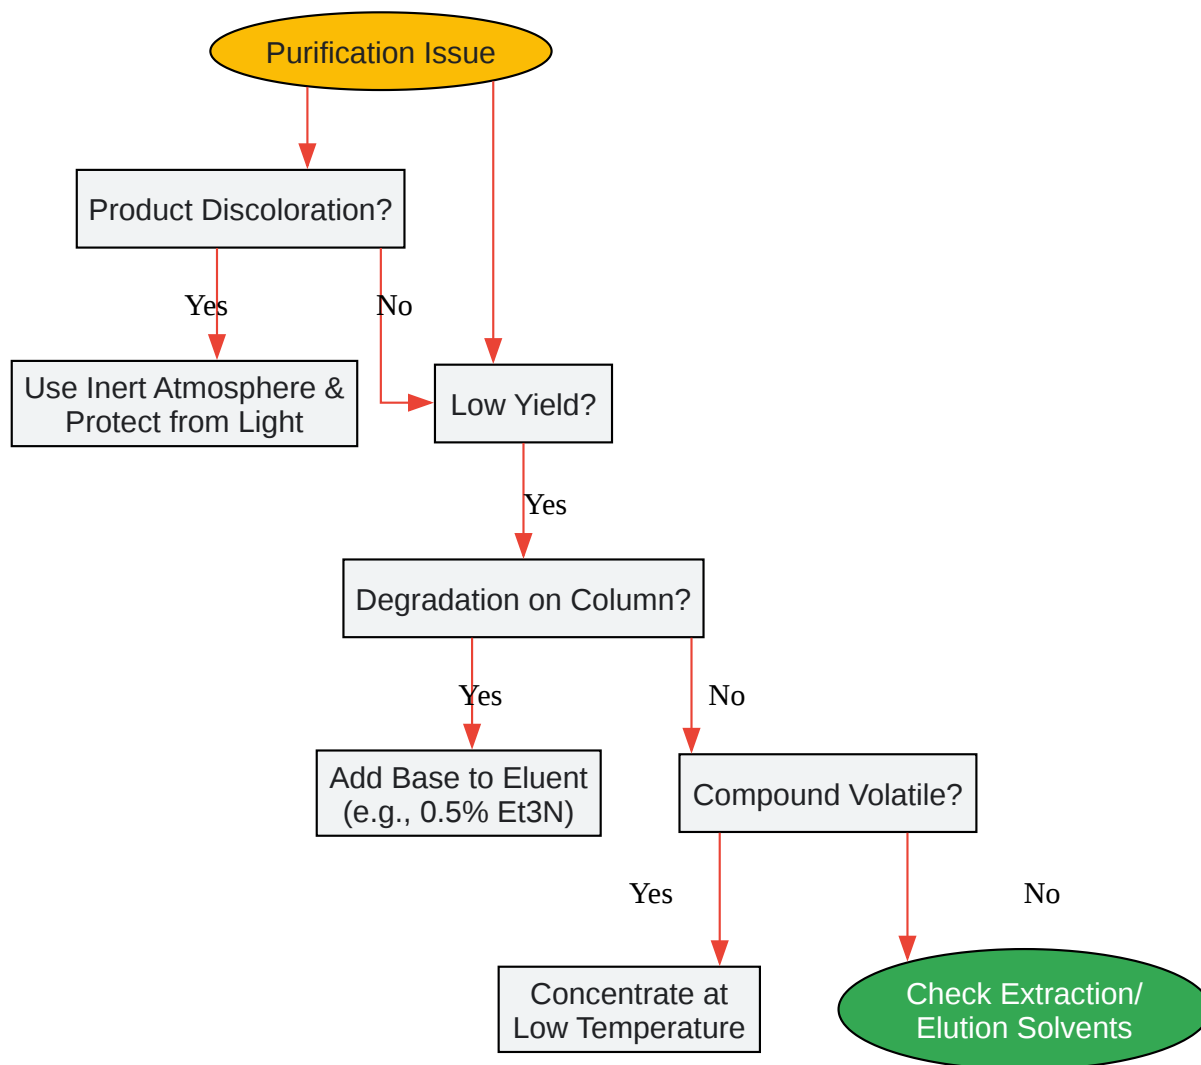 Purification Issue
Product Discoloration?
Yes
No
Use Inert Atmosphere &
Protect from Light
Low Yield?
Yes
Degradation on Column?
Yes
No
Add Base to Eluent
(e.g., 0.5% Et3N)
Compound Volatile?
Yes
No
Concentrate at
Low Temperature
Check Extraction/
Elution Solvents